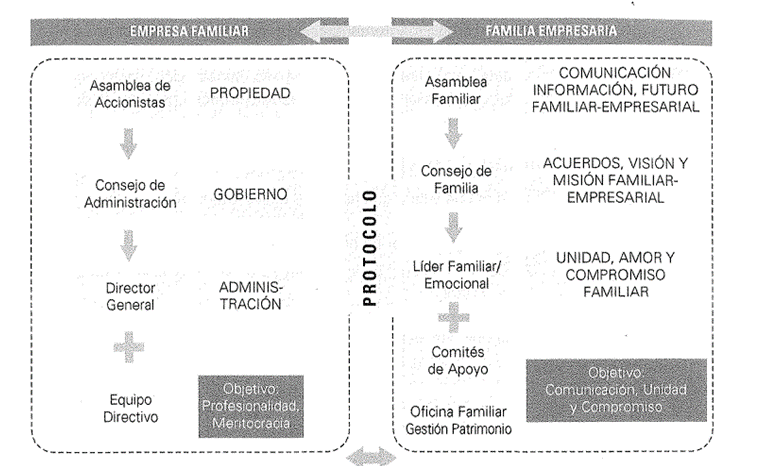 EMPRESA FAMILIAR
FAMILIA EMPRESARIA
Asamblea de
Accionistas
PROPIEDAD
Consejo de
Administración
GOBIERNO
Director
General
ADMINIS-
TRACIÓN
Equipo
Directivo
Objetivo:
Profesionalidad,
Meritocracia
PROTOCOLO
Asamblea
Familiar
COMUNICACIÓN
INFORMACIÓN, FUTURO
FAMILIAR-EMPRESARIAL
Consejo de
Familia
ACUERDOS, VISIÓN Y
MISIÓN FAMILIAR-
EMPRESARIAL
Líder Familiar/
Emocional
UNIDAD, AMOR Y
COMPROMISO
FAMILIAR
Comités
de Apoyo
Oficina Familiar
Gestión Patrimonio
Objetivo:
Comunicación, Unidad
y Compromiso